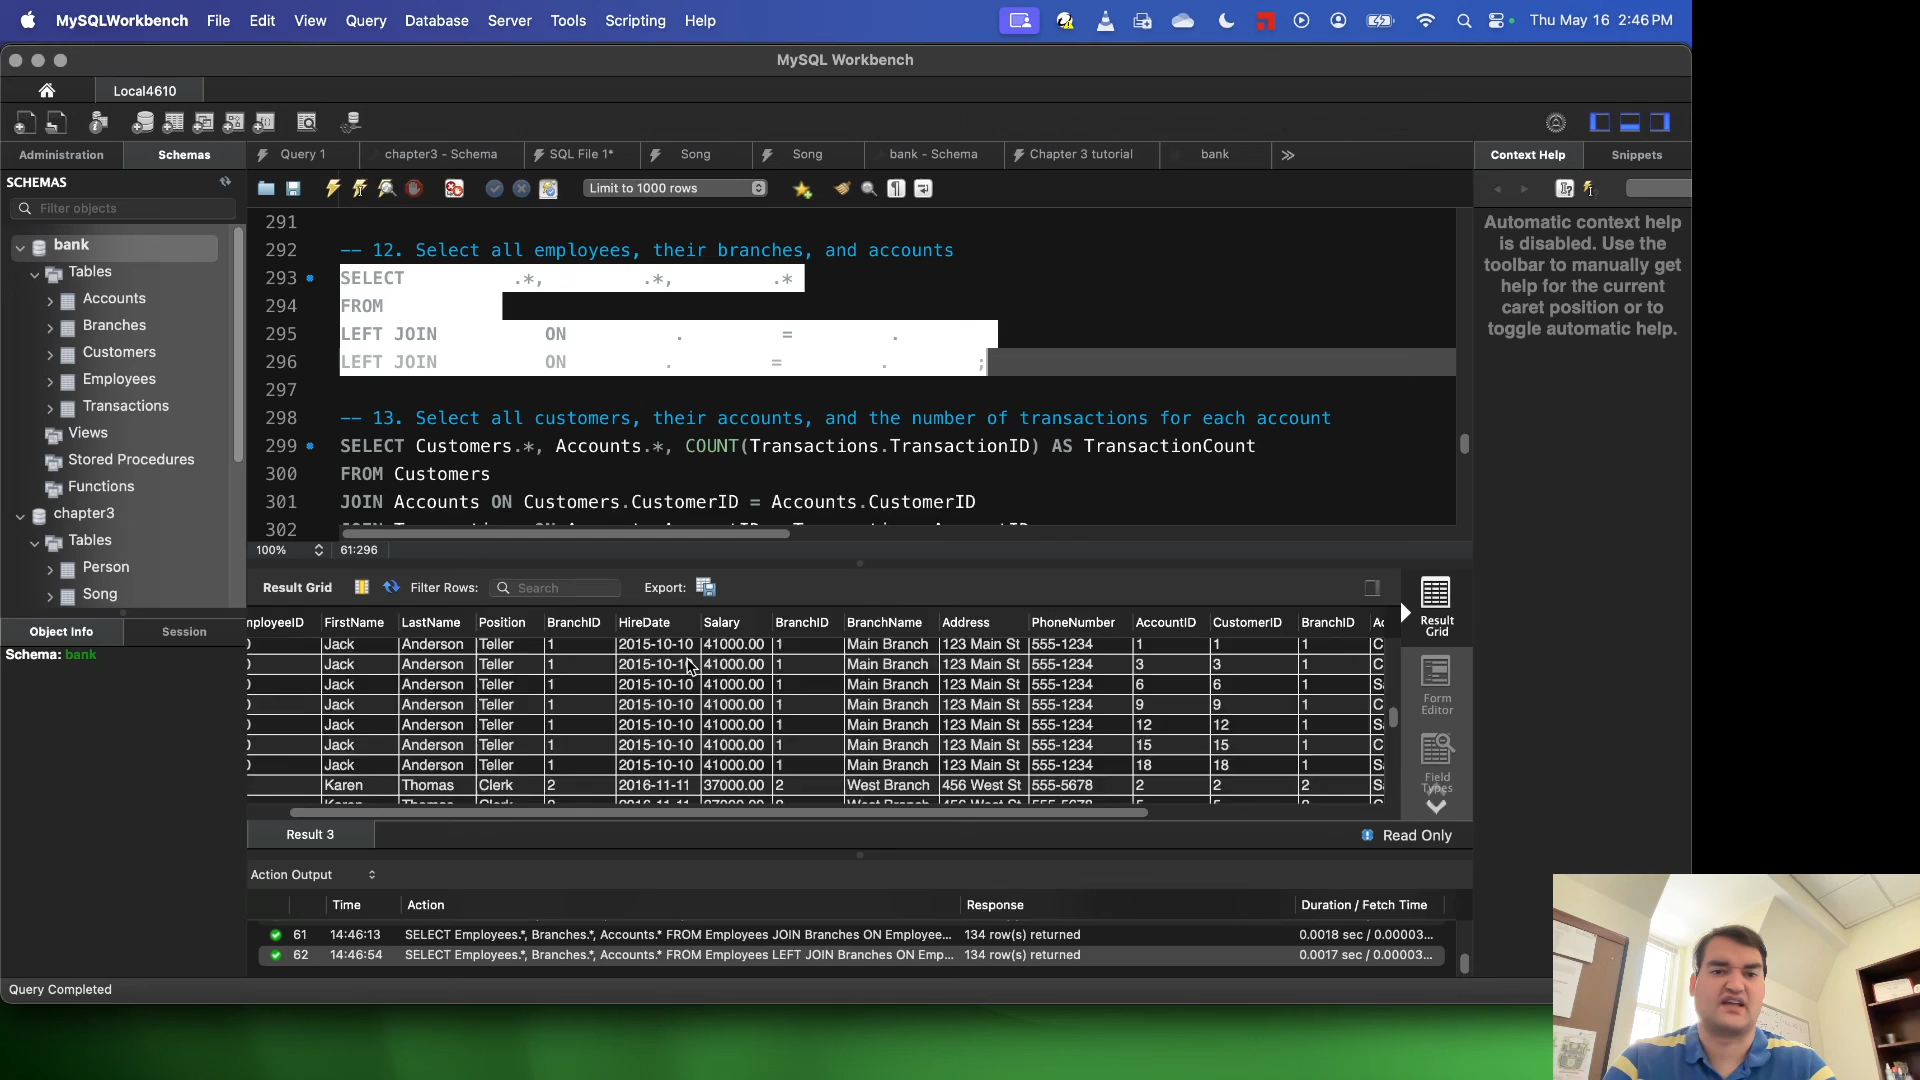 MySQLWorkbench File Edit View Query Database Server Tools Scripting Help Thu May 16 2:46 PM
MySQL Workbench
Local4610
Administration Schemas Query 1 chapter3 - Schema SQL File 1* Song Song bank - Schema Chapter 3 tutorial bank Context Help Snippets
SCHEMAS
Limit to 1000 rows
Filter objects
bank
Tables
Accounts
Branches
Customers
Employees
Transactions
Views
Stored Procedures
Functions
chapter3
Tables
Person
Song
Object Info Session
Schema: bank
291
292 -- 12. Select all employees, their branches, and accounts
293 SELECT .*, .*, .*
294 FROM
295 LEFT JOIN ON . = .
296 LEFT JOIN ON . = . ;
297
298 -- 13. Select all customers, their accounts, and the number of transactions for each account
299 SELECT Customers.*, Accounts.*, COUNT(Transactions.TransactionID) AS TransactionCount
300 FROM Customers
301 JOIN Accounts ON Customers.CustomerID = Accounts.CustomerID
302
100% 61:296
Automatic context help
is disabled. Use the
toolbar to manually get
help for the current
caret position or to
toggle automatic help.
Result Grid Filter Rows: Search Export:
mployeeID FirstName LastName Position BranchID HireDate Salary BranchID BranchName Address PhoneNumber AccountID CustomerID BranchID Ac
Jack Anderson Teller 1 2015-10-10 41000.00 1 Main Branch 123 Main St 555-1234 1 1 1 C
Jack Anderson Teller 1 2015-10-10 41000.00 1 Main Branch 123 Main St 555-1234 3 3 1 C
Jack Anderson Teller 1 2015-10-10 41000.00 1 Main Branch 123 Main St 555-1234 6 6 1 Sa
Jack Anderson Teller 1 2015-10-10 41000.00 1 Main Branch 123 Main St 555-1234 9 9 1 C
Jack Anderson Teller 1 2015-10-10 41000.00 1 Main Branch 123 Main St 555-1234 12 12 1 Sa
Jack Anderson Teller 1 2015-10-10 41000.00 1 Main Branch 123 Main St 555-1234 15 15 1 C
Jack Anderson Teller 1 2015-10-10 41000.00 1 Main Branch 123 Main St 555-1234 18 18 1 Sa
Karen Thomas Clerk 2 2016-11-11 37000.00 2 West Branch 456 West St 555-5678 2 2 2 Sa
Result
Grid
Form
Editor
Field
Types
Result 3 Read Only
Action Output
Time Action Response Duration / Fetch Time
61 14:46:13 SELECT Employees.*, Branches.*, Accounts.* FROM Employees JOIN Branches ON Employee... 134 row(s) returned 0.0018 sec / 0.00003...
62 14:46:54 SELECT Employees.*, Branches.*, Accounts.* FROM Employees LEFT JOIN Branches ON Emp... 134 row(s) returned 0.0017 sec / 0.00003...
Query Completed